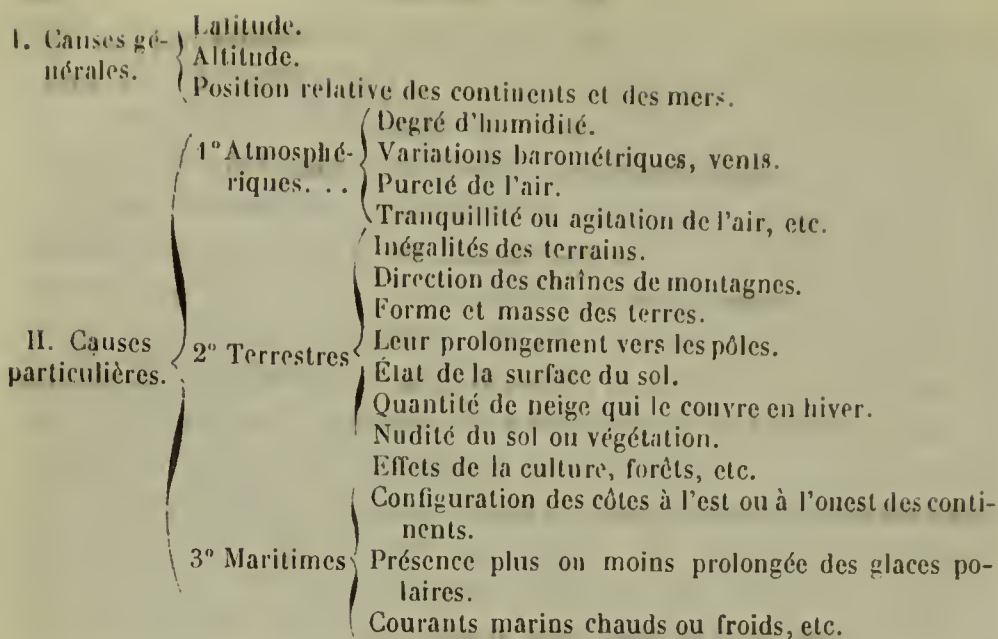 I. Causes gé-
nérales.
Latitude.
Altitude.
Position relative des continents et des mers.
II. Causes
particulières.
1° Atmosphé-
riques. . .
Degré d'humidité.
Variations barométriques, vents.
Pureté de l'air.
Tranquillité ou agitation de l'air, etc.
2° Terrestres
Inégalités des terrains.
Direction des chaînes de montagnes.
Forme et masse des terres.
Leur prolongement vers les pôles.
État de la surface du sol.
Quantité de neige qui le couvre en hiver.
Nudité du sol ou végétation.
Effets de la culture, forêts, etc.
3° Maritimes
Configuration des côtes à l'est ou à l'ouest des conti-
nents.
Présence plus ou moins prolongée des glaces po-
laires.
Courants marins chauds ou froids, etc.